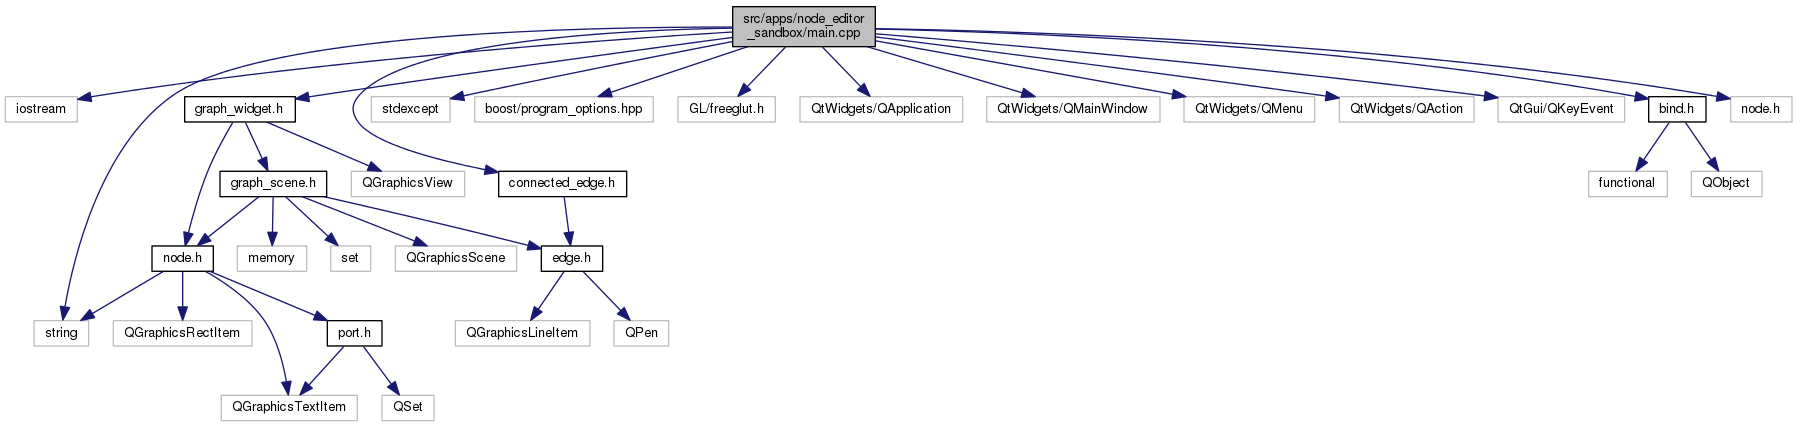 src/apps/node_editor
_sandbox/main.cpp
iostream
graph_widget.h
stdexcept
boost/program_options.hpp
GL/freeglut.h
QtWidgets/QApplication
QtWidgets/QMainWindow
QtWidgets/QMenu
QtWidgets/QAction
QtGui/QKeyEvent
bind.h
node.h
graph_scene.h
QGraphicsView
connected_edge.h
functional
QObject
node.h
memory
set
QGraphicsScene
edge.h
string
QGraphicsRectItem
port.h
QGraphicsLineItem
QPen
QGraphicsTextItem
QSet